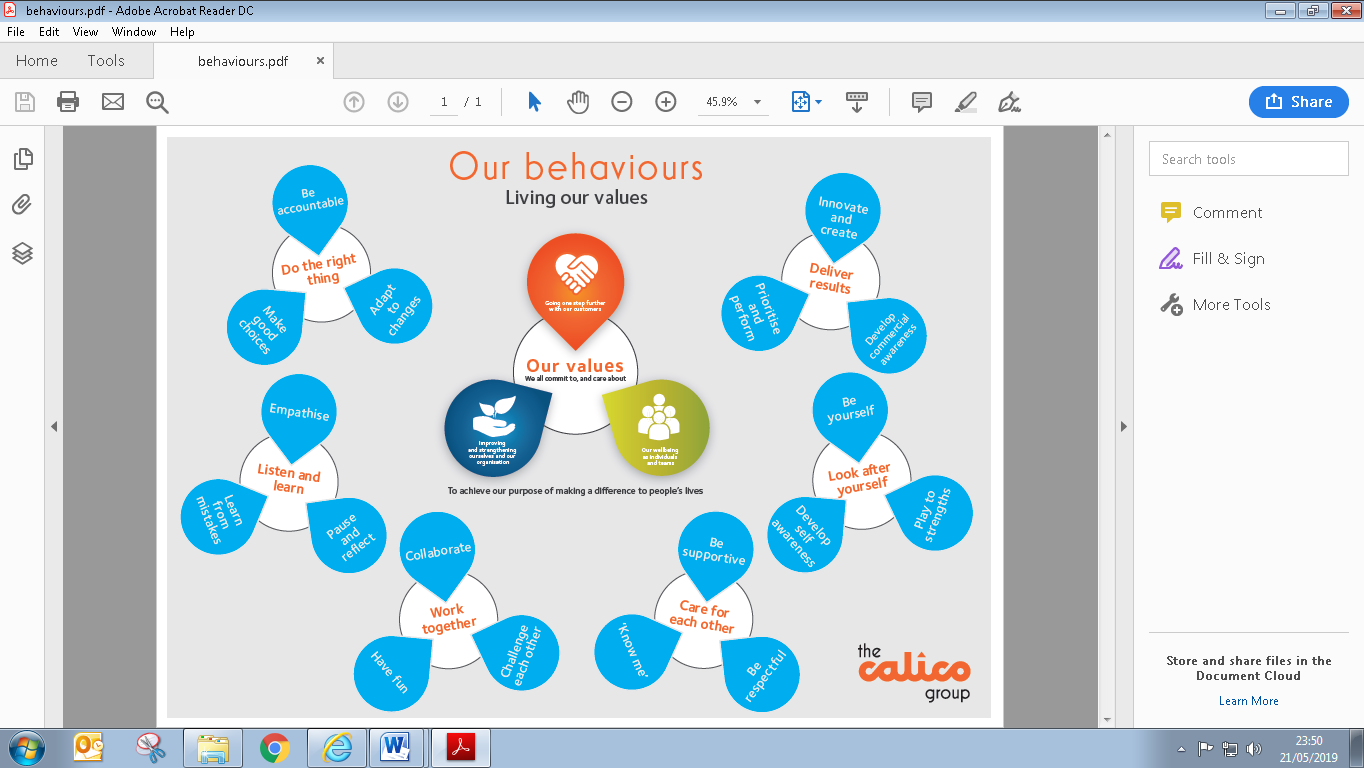 behaviours.pdf - Adobe Acrobat Reader DC
File Edit View Window Help
Home Tools behaviours.pdf ×
1 / 1 45.9% Share
Our behaviours
Living our values
Be
accountable
Do the right
thing
Make
good
choices
Adapt
to
changes
Innovate
and
create
Deliver
results
Prioritise
and
perform
Develop
commercial
awareness
Going one step further
with our customers
Our values
We all commit to, and care about
Improving
and strengthening
ourselves and our
organisation
Our wellbeing
as individuals
and teams
To achieve our purpose of making a difference to people's lives
Empathise
Listen and
learn
Learn
from
mistakes
Pause
and
reflect
Be
yourself
Look after
yourself
Develop
self
awareness
Play to
strengths
Collaborate
Work
together
Have fun
Challenge
each other
Be
supportive
Care for
each other
‘Know me’
Be
respectful
the
calico
group
Search tools
Comment
Fill & Sign
More Tools
Store and share files in the
Document Cloud
Learn More
23:50
21/05/2019